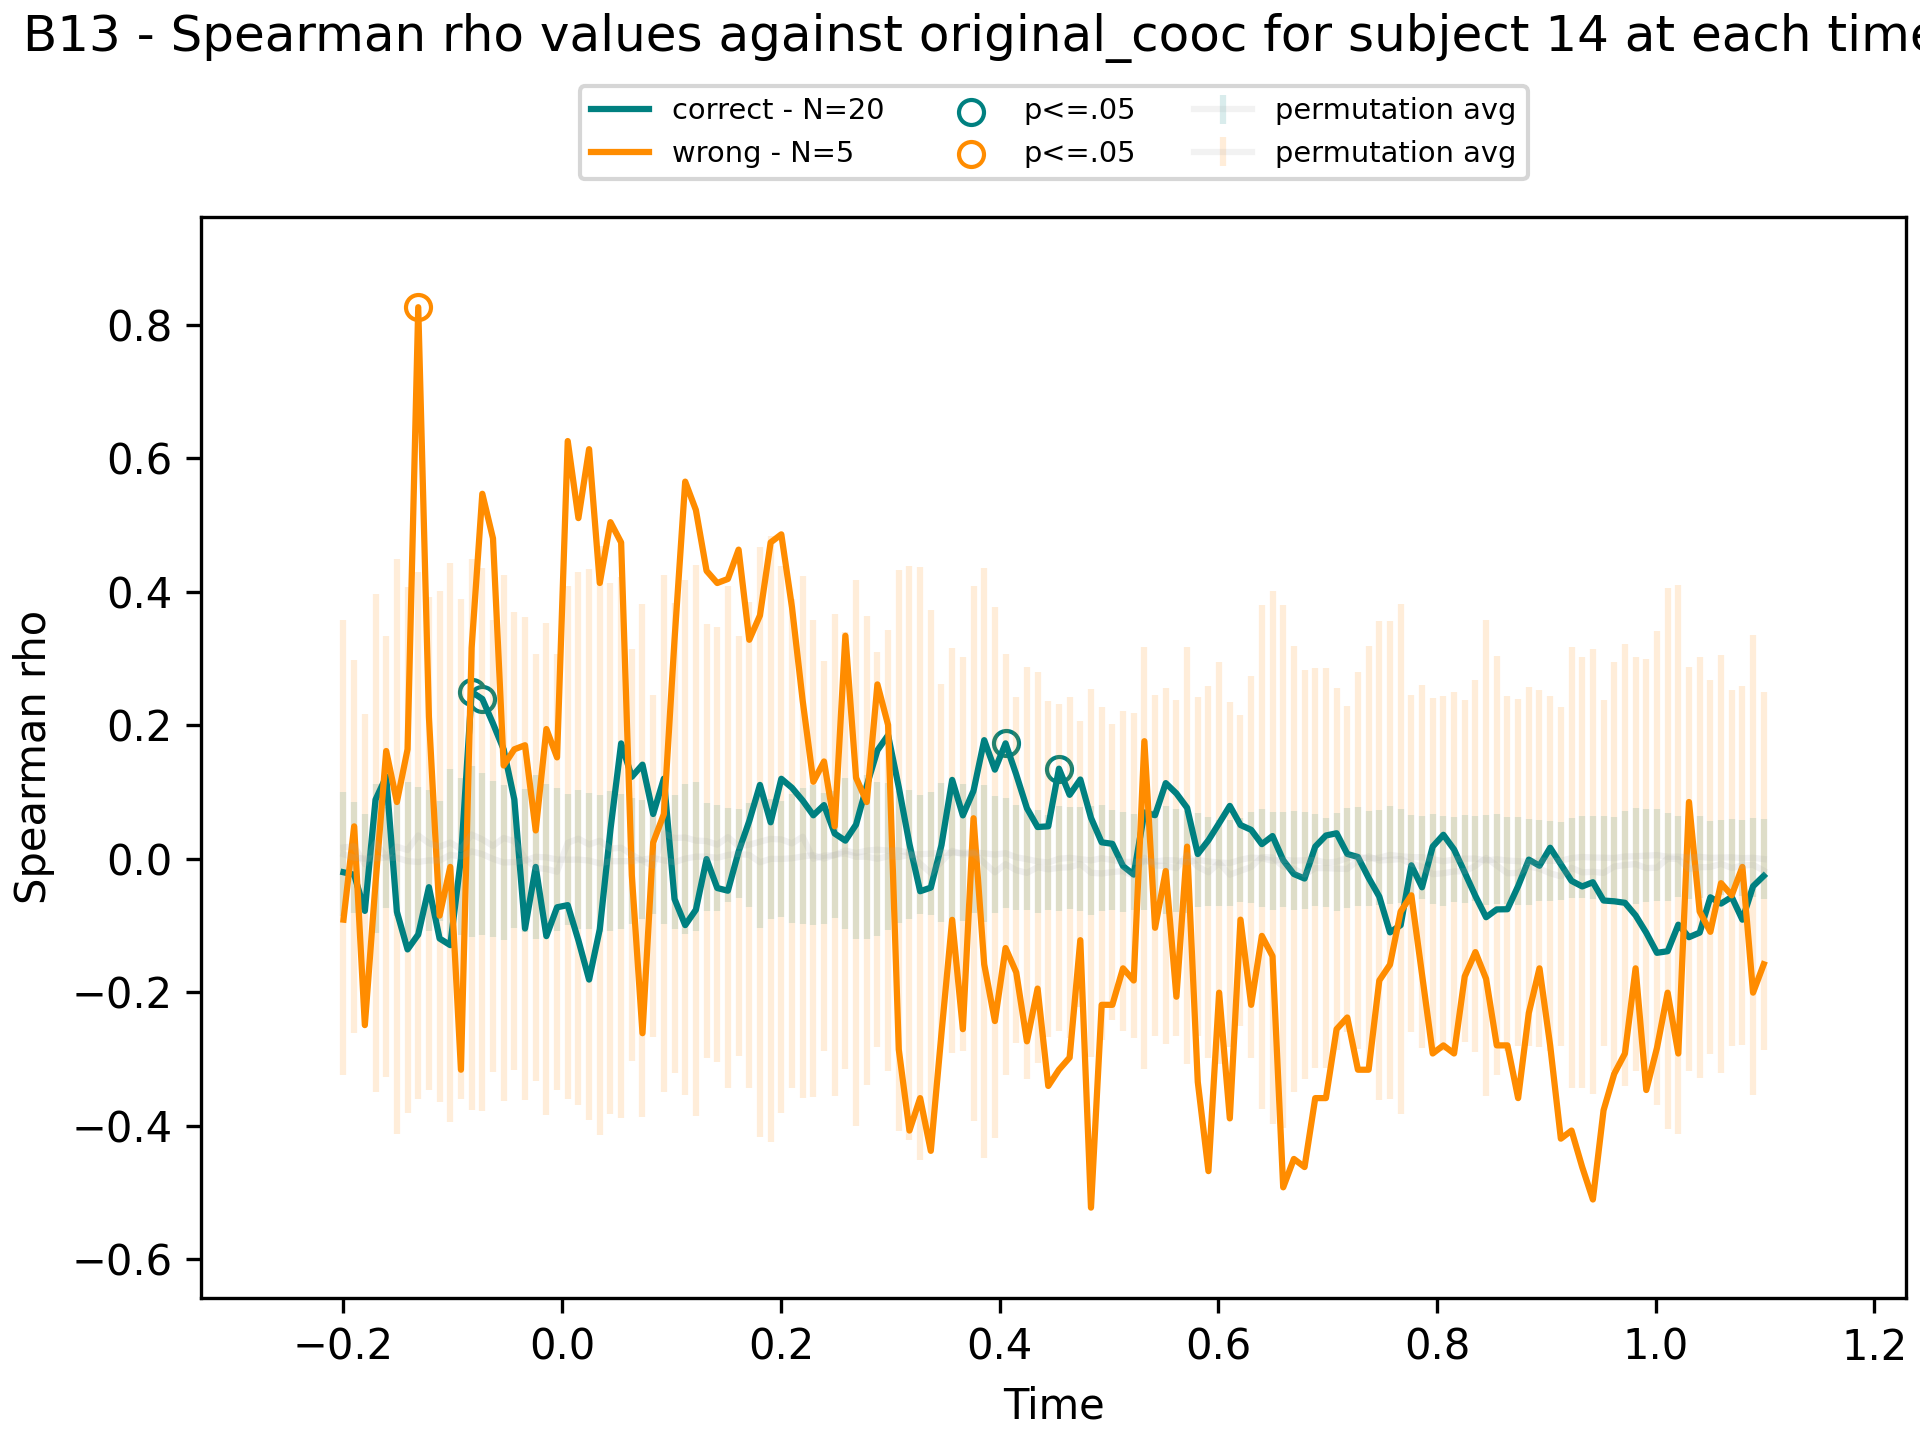 B13 - Spearman rho values against original_cooc for subject 14 at each time
correct - N=20
wrong - N=5
p<=.05
p<=.05
permutation avg
permutation avg
Spearman rho
0.8
0.6
0.4
0.2
0.0
−0.2
−0.4
−0.6
−0.2 0.0 0.2 0.4 0.6 0.8 1.0 1.2
Time